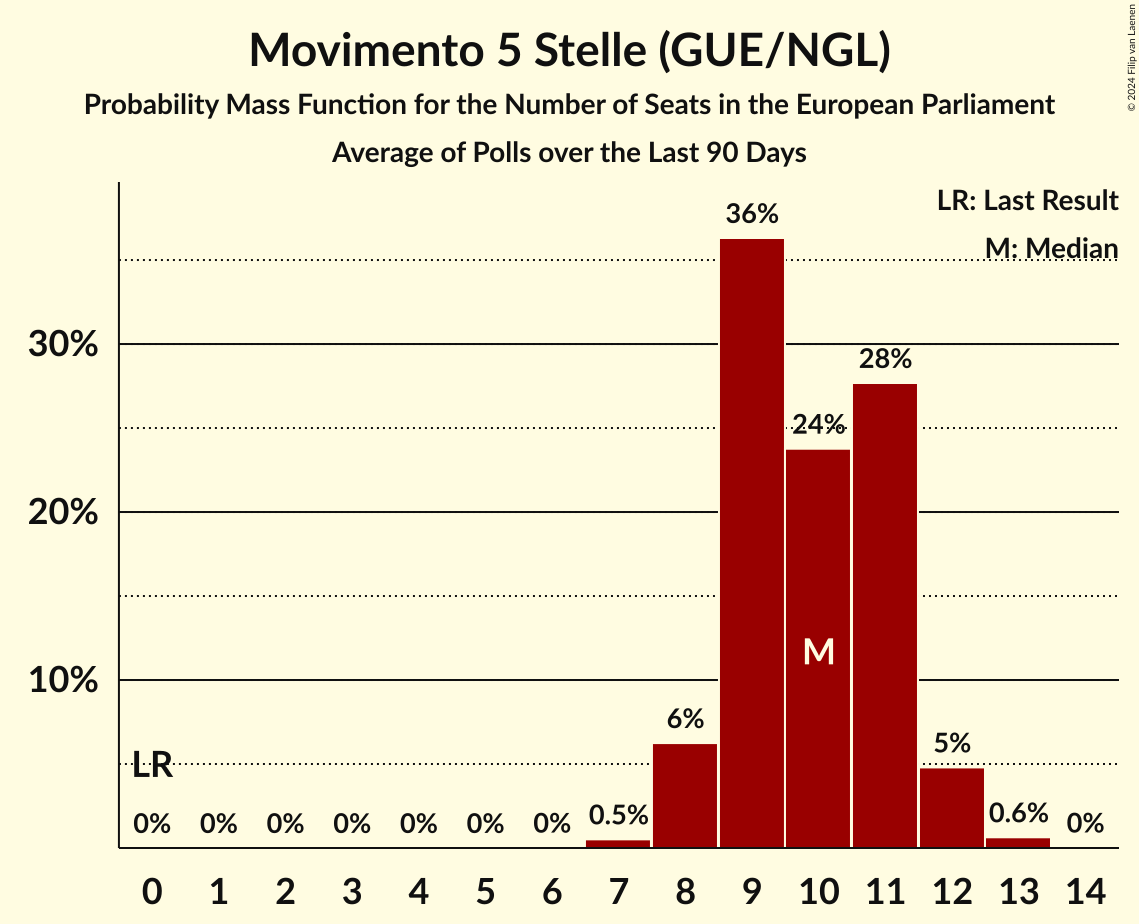 Movimento 5 Stelle (GUE/NGL)
Probability Mass Function for the Number of Seats in the European Parliament
Average of Polls over the Last 90 Days
© 2024 Filip van Laenen
LR: Last Result
M: Median
36%
30%
28%
24%
20%
M
10%
6%
5%
LR
0% 0% 0% 0% 0% 0% 0% 0.5% 0.6% 0%
0 1 2 3 4 5 6 7 8 9 10 11 12 13 14